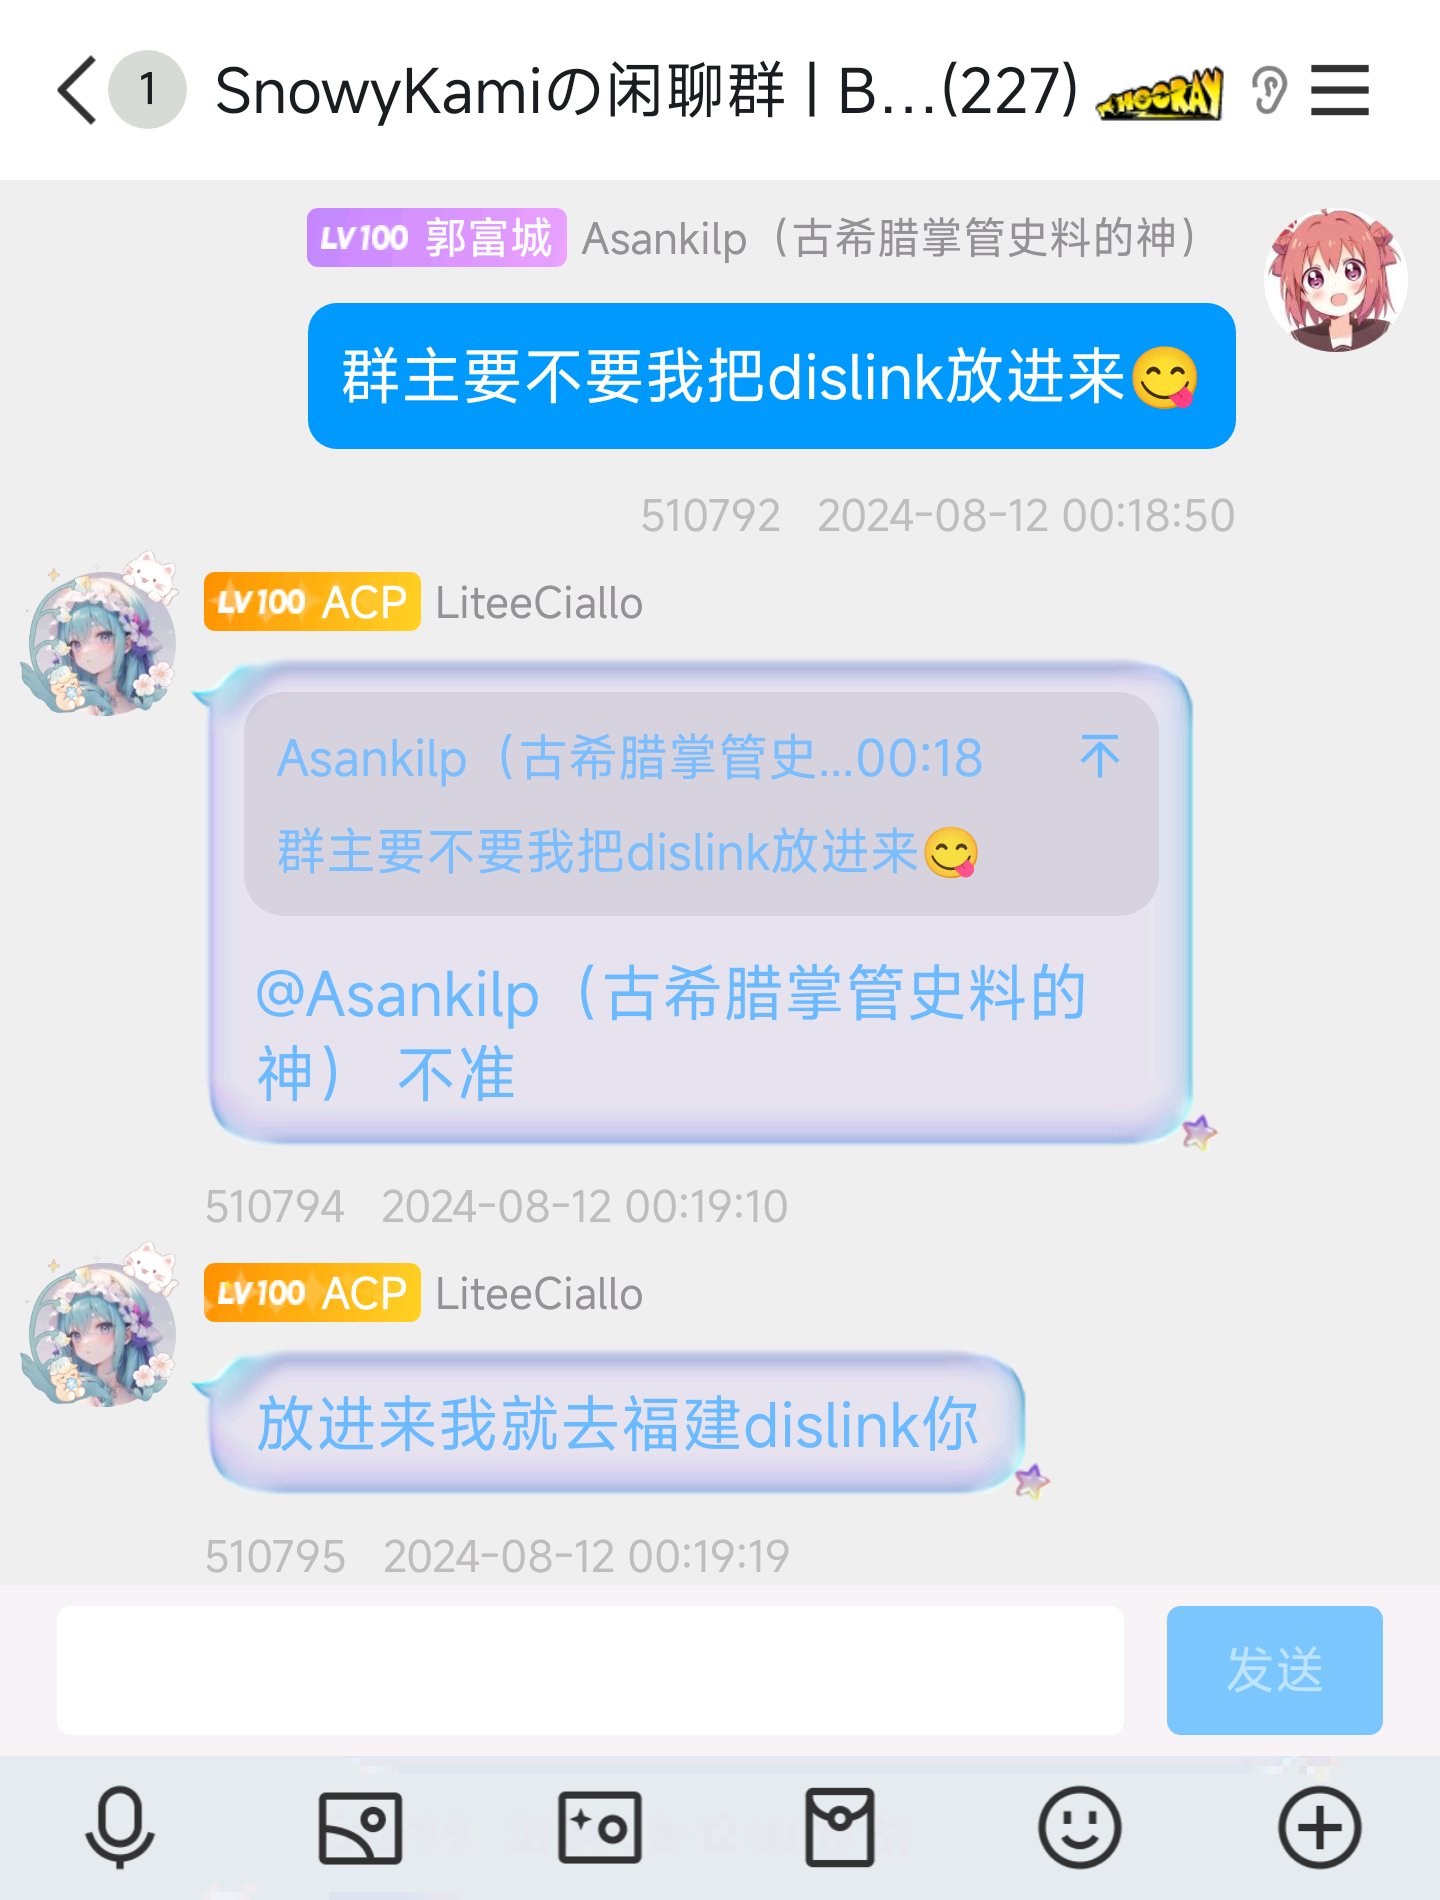 1 SnowyKamiの闲聊群 | B...(227) HOORAY
LV100 郭富城 Asankilp（古希腊掌管史料的神）
群主要不要我把dislink放进来😋
510792 2024-08-12 00:18:50
LV100 ACP LiteeCiallo
Asankilp（古希腊掌管史...00:18
群主要不要我把dislink放进来😋
@Asankilp（古希腊掌管史料的
神） 不准
510794 2024-08-12 00:19:10
LV100 ACP LiteeCiallo
放进来我就去福建dislink你
510795 2024-08-12 00:19:19
发送